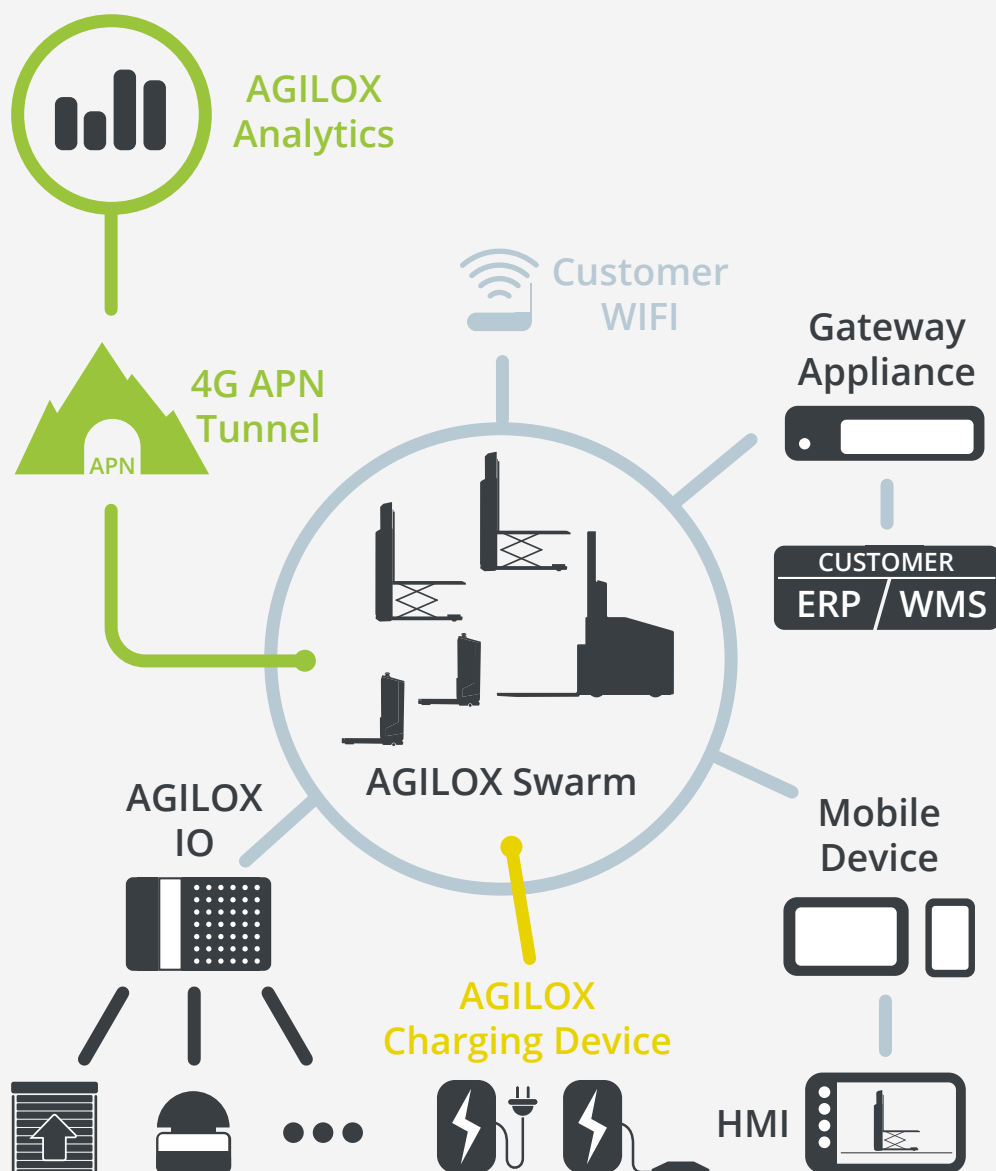 AGILOX
Analytics
Customer
WIFI
Gateway
Appliance
4G APN
Tunnel
APN
CUSTOMER
ERP / WMS
AGILOX Swarm
AGILOX
IO
Mobile
Device
AGILOX
Charging Device
HMI